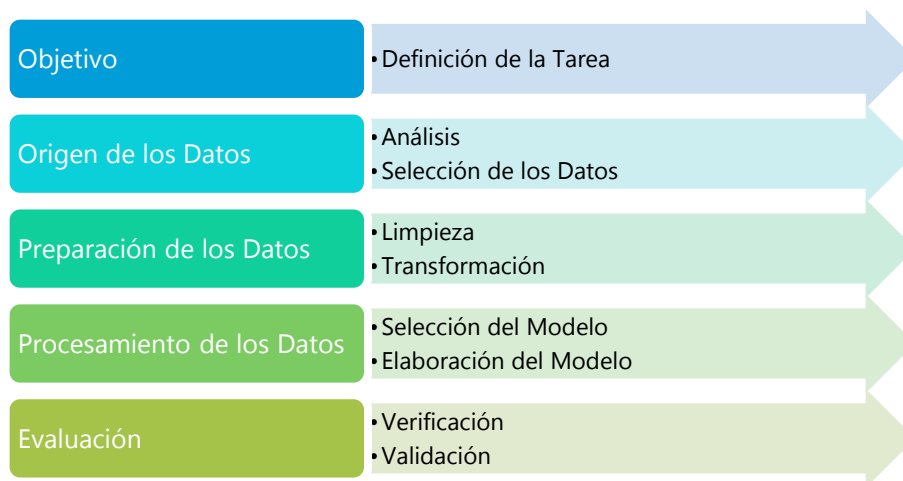 Objetivo
• Definición de la Tarea
Origen de los Datos
• Análisis
• Selección de los Datos
Preparación de los Datos
• Limpieza
• Transformación
Procesamiento de los Datos
• Selección del Modelo
• Elaboración del Modelo
Evaluación
• Verificación
• Validación